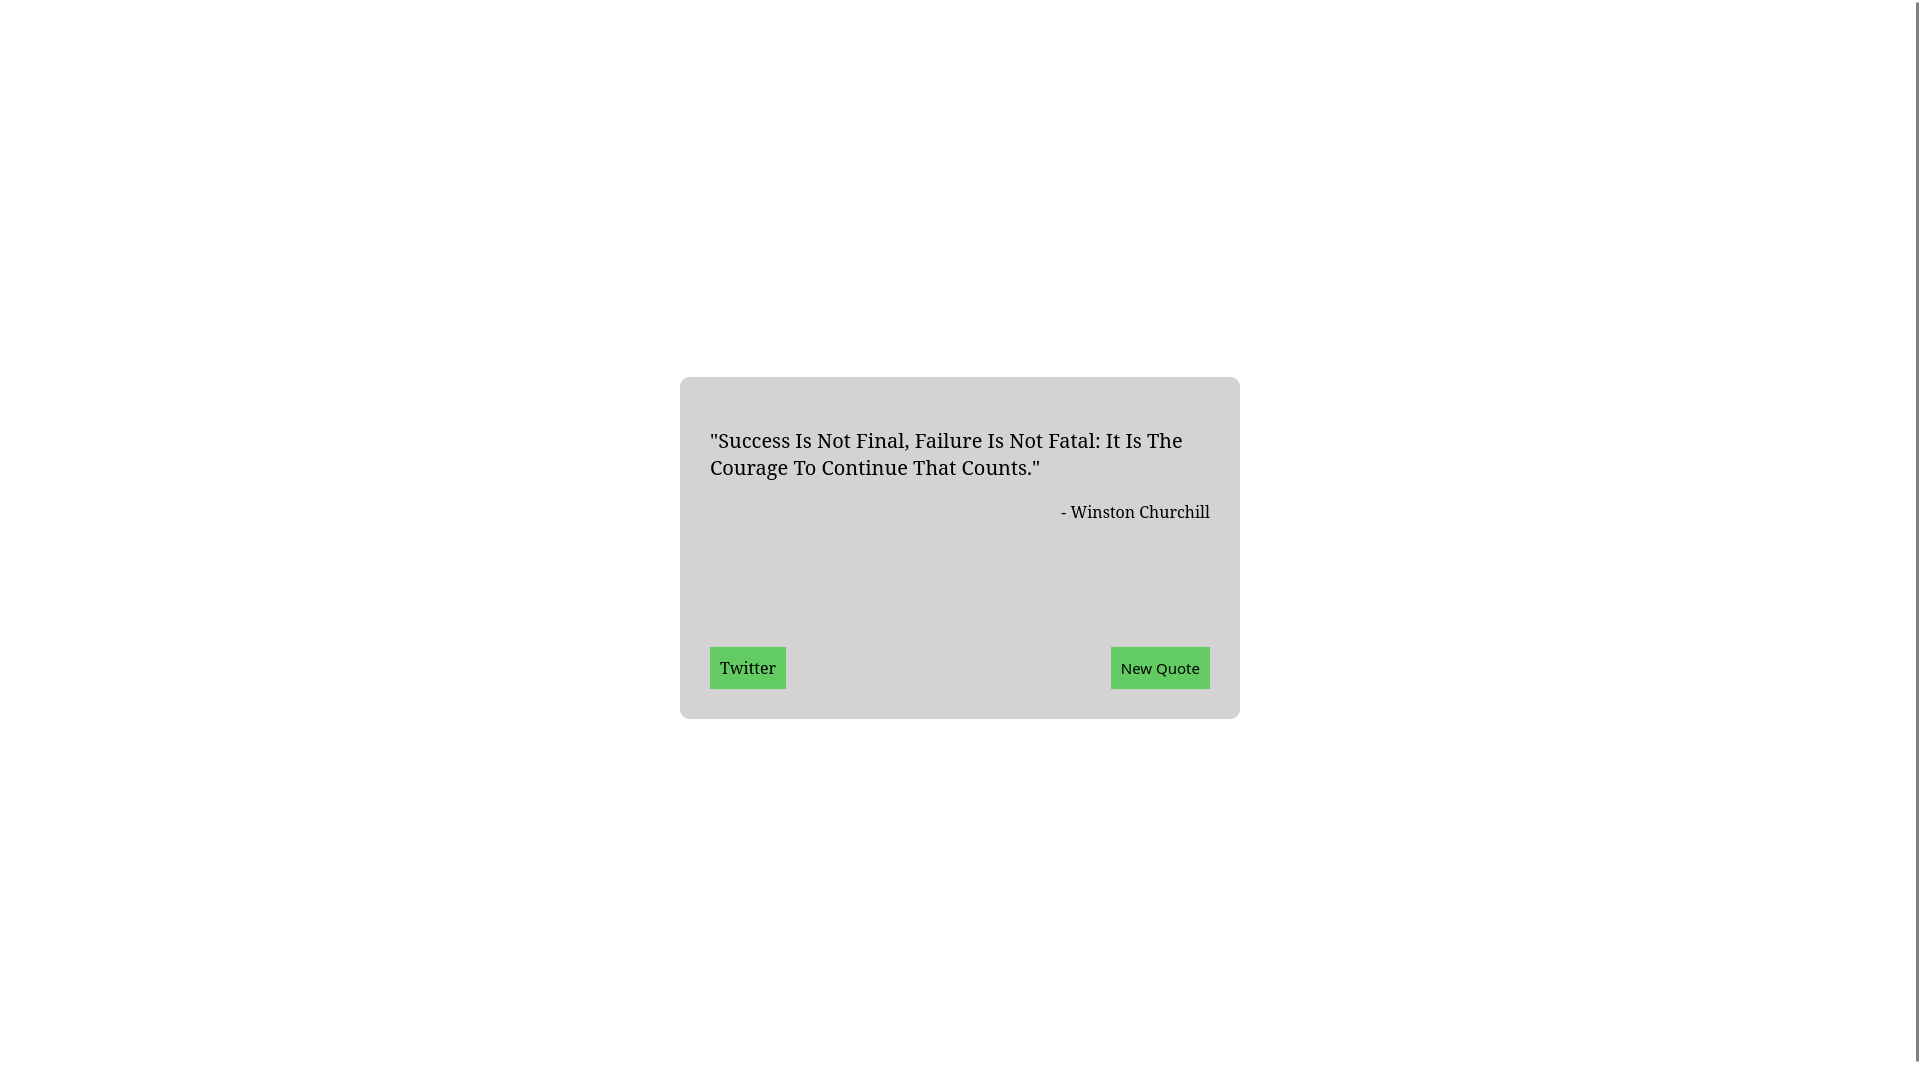 "Success Is Not Final, Failure Is Not Fatal: It Is The
Courage To Continue That Counts."
- Winston Churchill
Twitter
New Quote